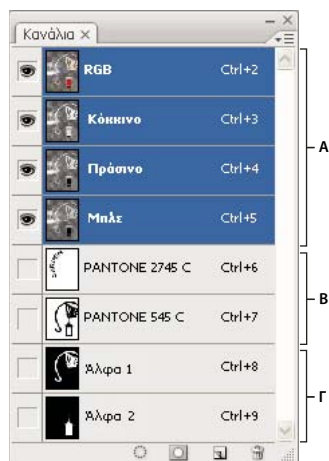 Κανάλια ×
RGB Ctrl+2
Κόκκινο Ctrl+3
Πράσινο Ctrl+4
Μπλε Ctrl+5
PANTONE 2745 C Ctrl+6
PANTONE 545 C Ctrl+7
Άλφα 1 Ctrl+8
Άλφα 2 Ctrl+9
Α
Β
Γ